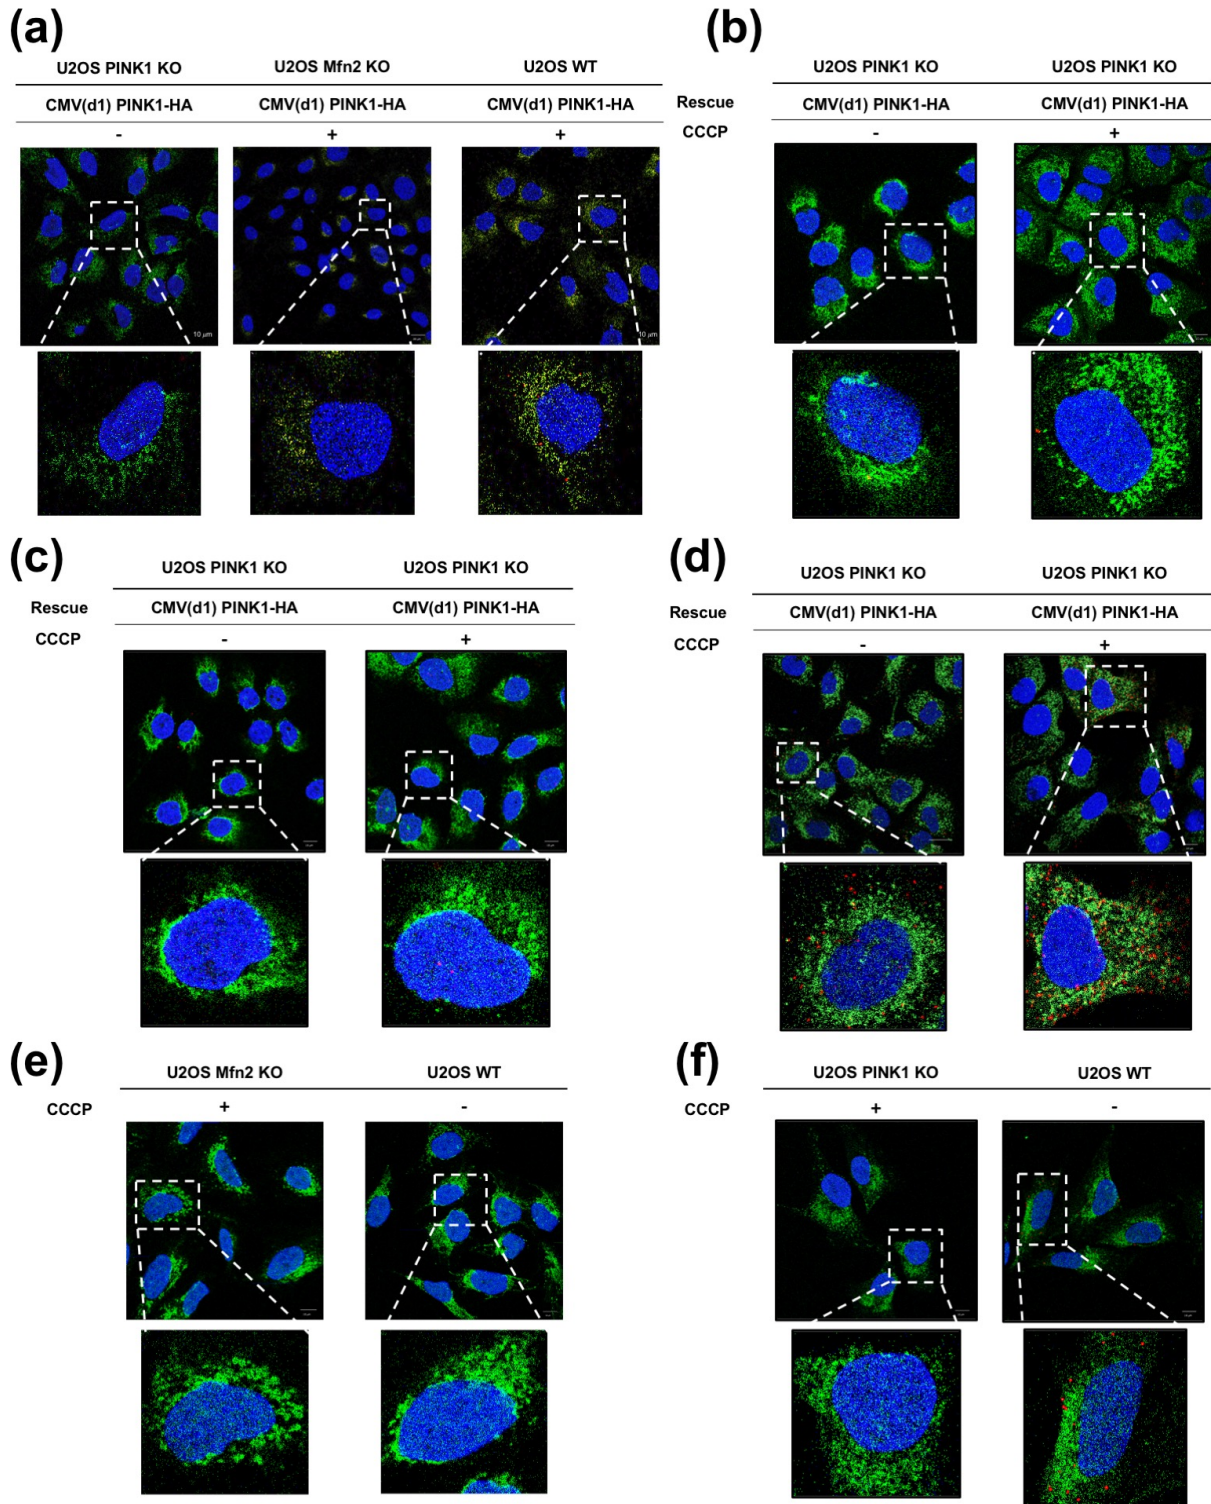 (a)
U2OS PINK1 KO U2OS Mfn2 KO U2OS WT
CMV(d1) PINK1-HA CMV(d1) PINK1-HA CMV(d1) PINK1-HA
- + +
10 μm
10 μm
(b)
U2OS PINK1 KO U2OS PINK1 KO
Rescue CMV(d1) PINK1-HA CMV(d1) PINK1-HA
CCCP - +
(c)
U2OS PINK1 KO U2OS PINK1 KO
Rescue CMV(d1) PINK1-HA CMV(d1) PINK1-HA
CCCP - +
(d)
U2OS PINK1 KO U2OS PINK1 KO
Rescue CMV(d1) PINK1-HA CMV(d1) PINK1-HA
CCCP - +
(e)
U2OS Mfn2 KO U2OS WT
CCCP + -
(f)
U2OS PINK1 KO U2OS WT
CCCP + -